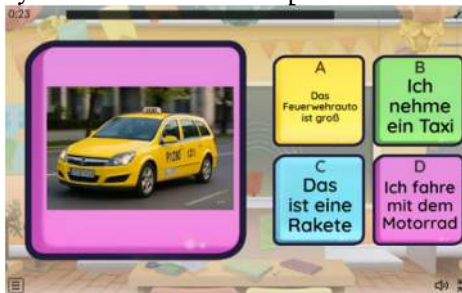 0:23
A
Das
Feuerwehrauto
ist groß
B
Ich
nehme
ein Taxi
C
Das
ist eine
Rakete
D
Ich fahre
mit dem
Motorrad
TAXI